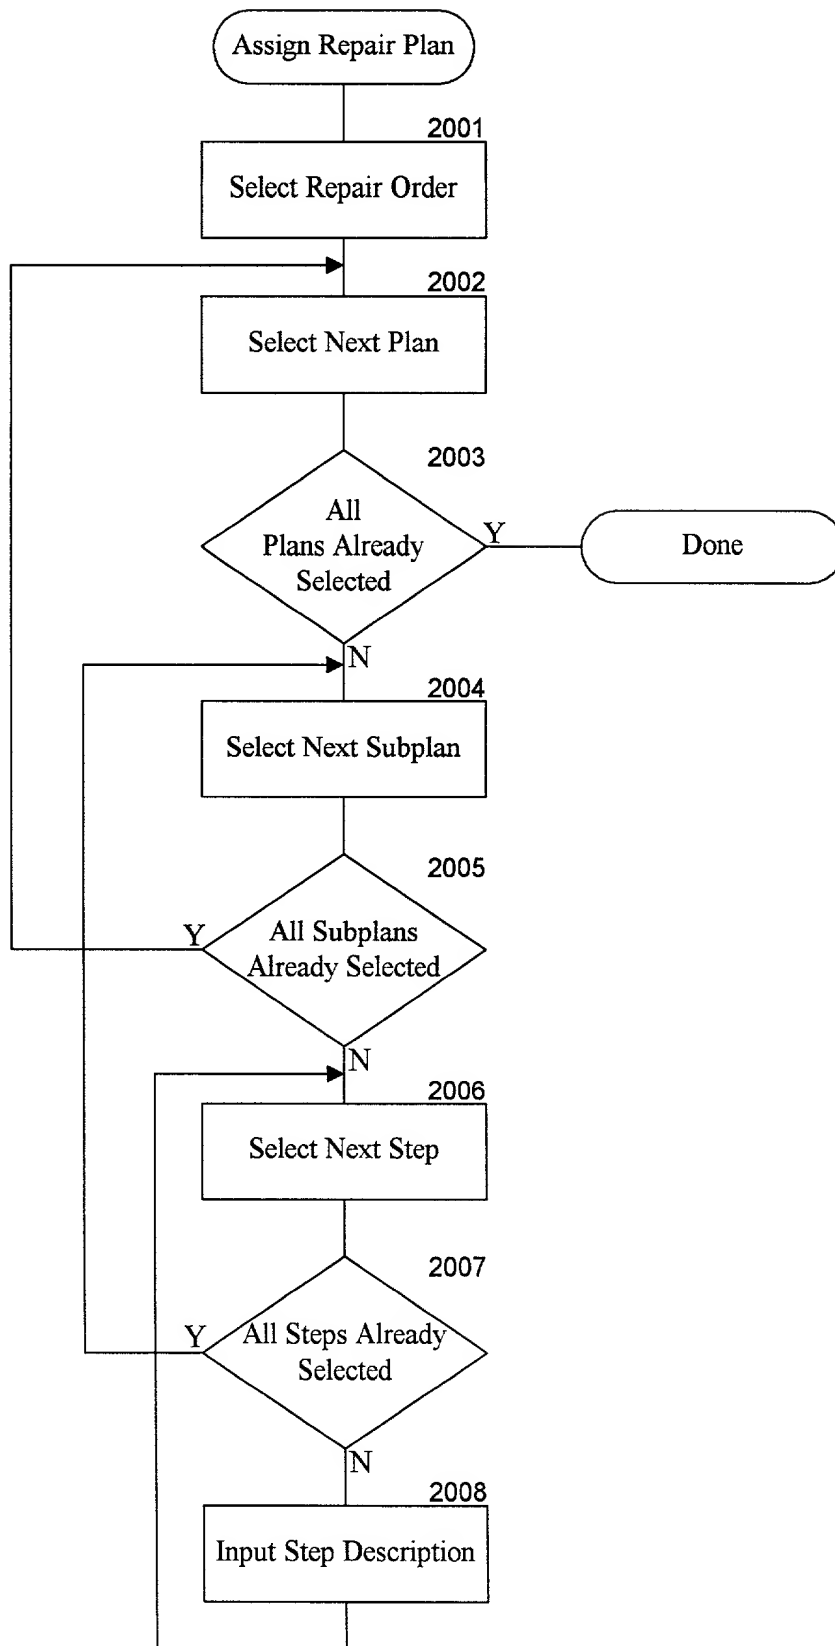 Assign Repair Plan
2001
Select Repair Order
2002
Select Next Plan
2003
All
Plans Already
Selected
Y
Done
N
2004
Select Next Subplan
2005
Y
All Subplans
Already Selected
N
2006
Select Next Step
2007
Y
All Steps Already
Selected
N
2008
Input Step Description